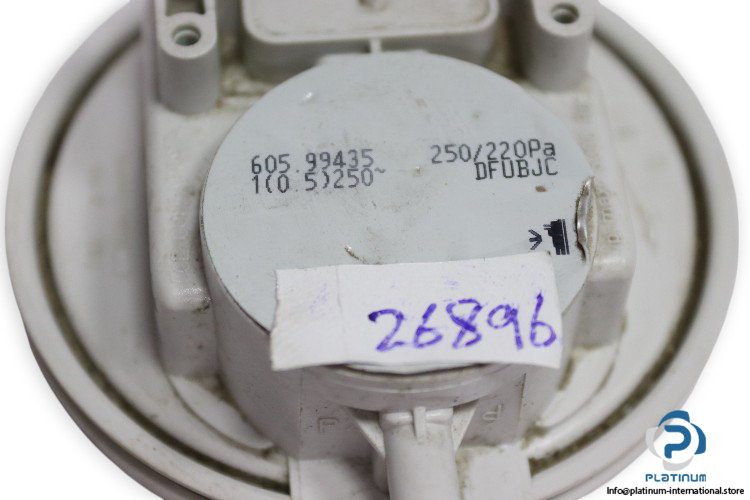 605.99435 250/220Pa
1(0.5)250~ DFUBJC
26896
P
PLATINUM
Info@platinum-international.store